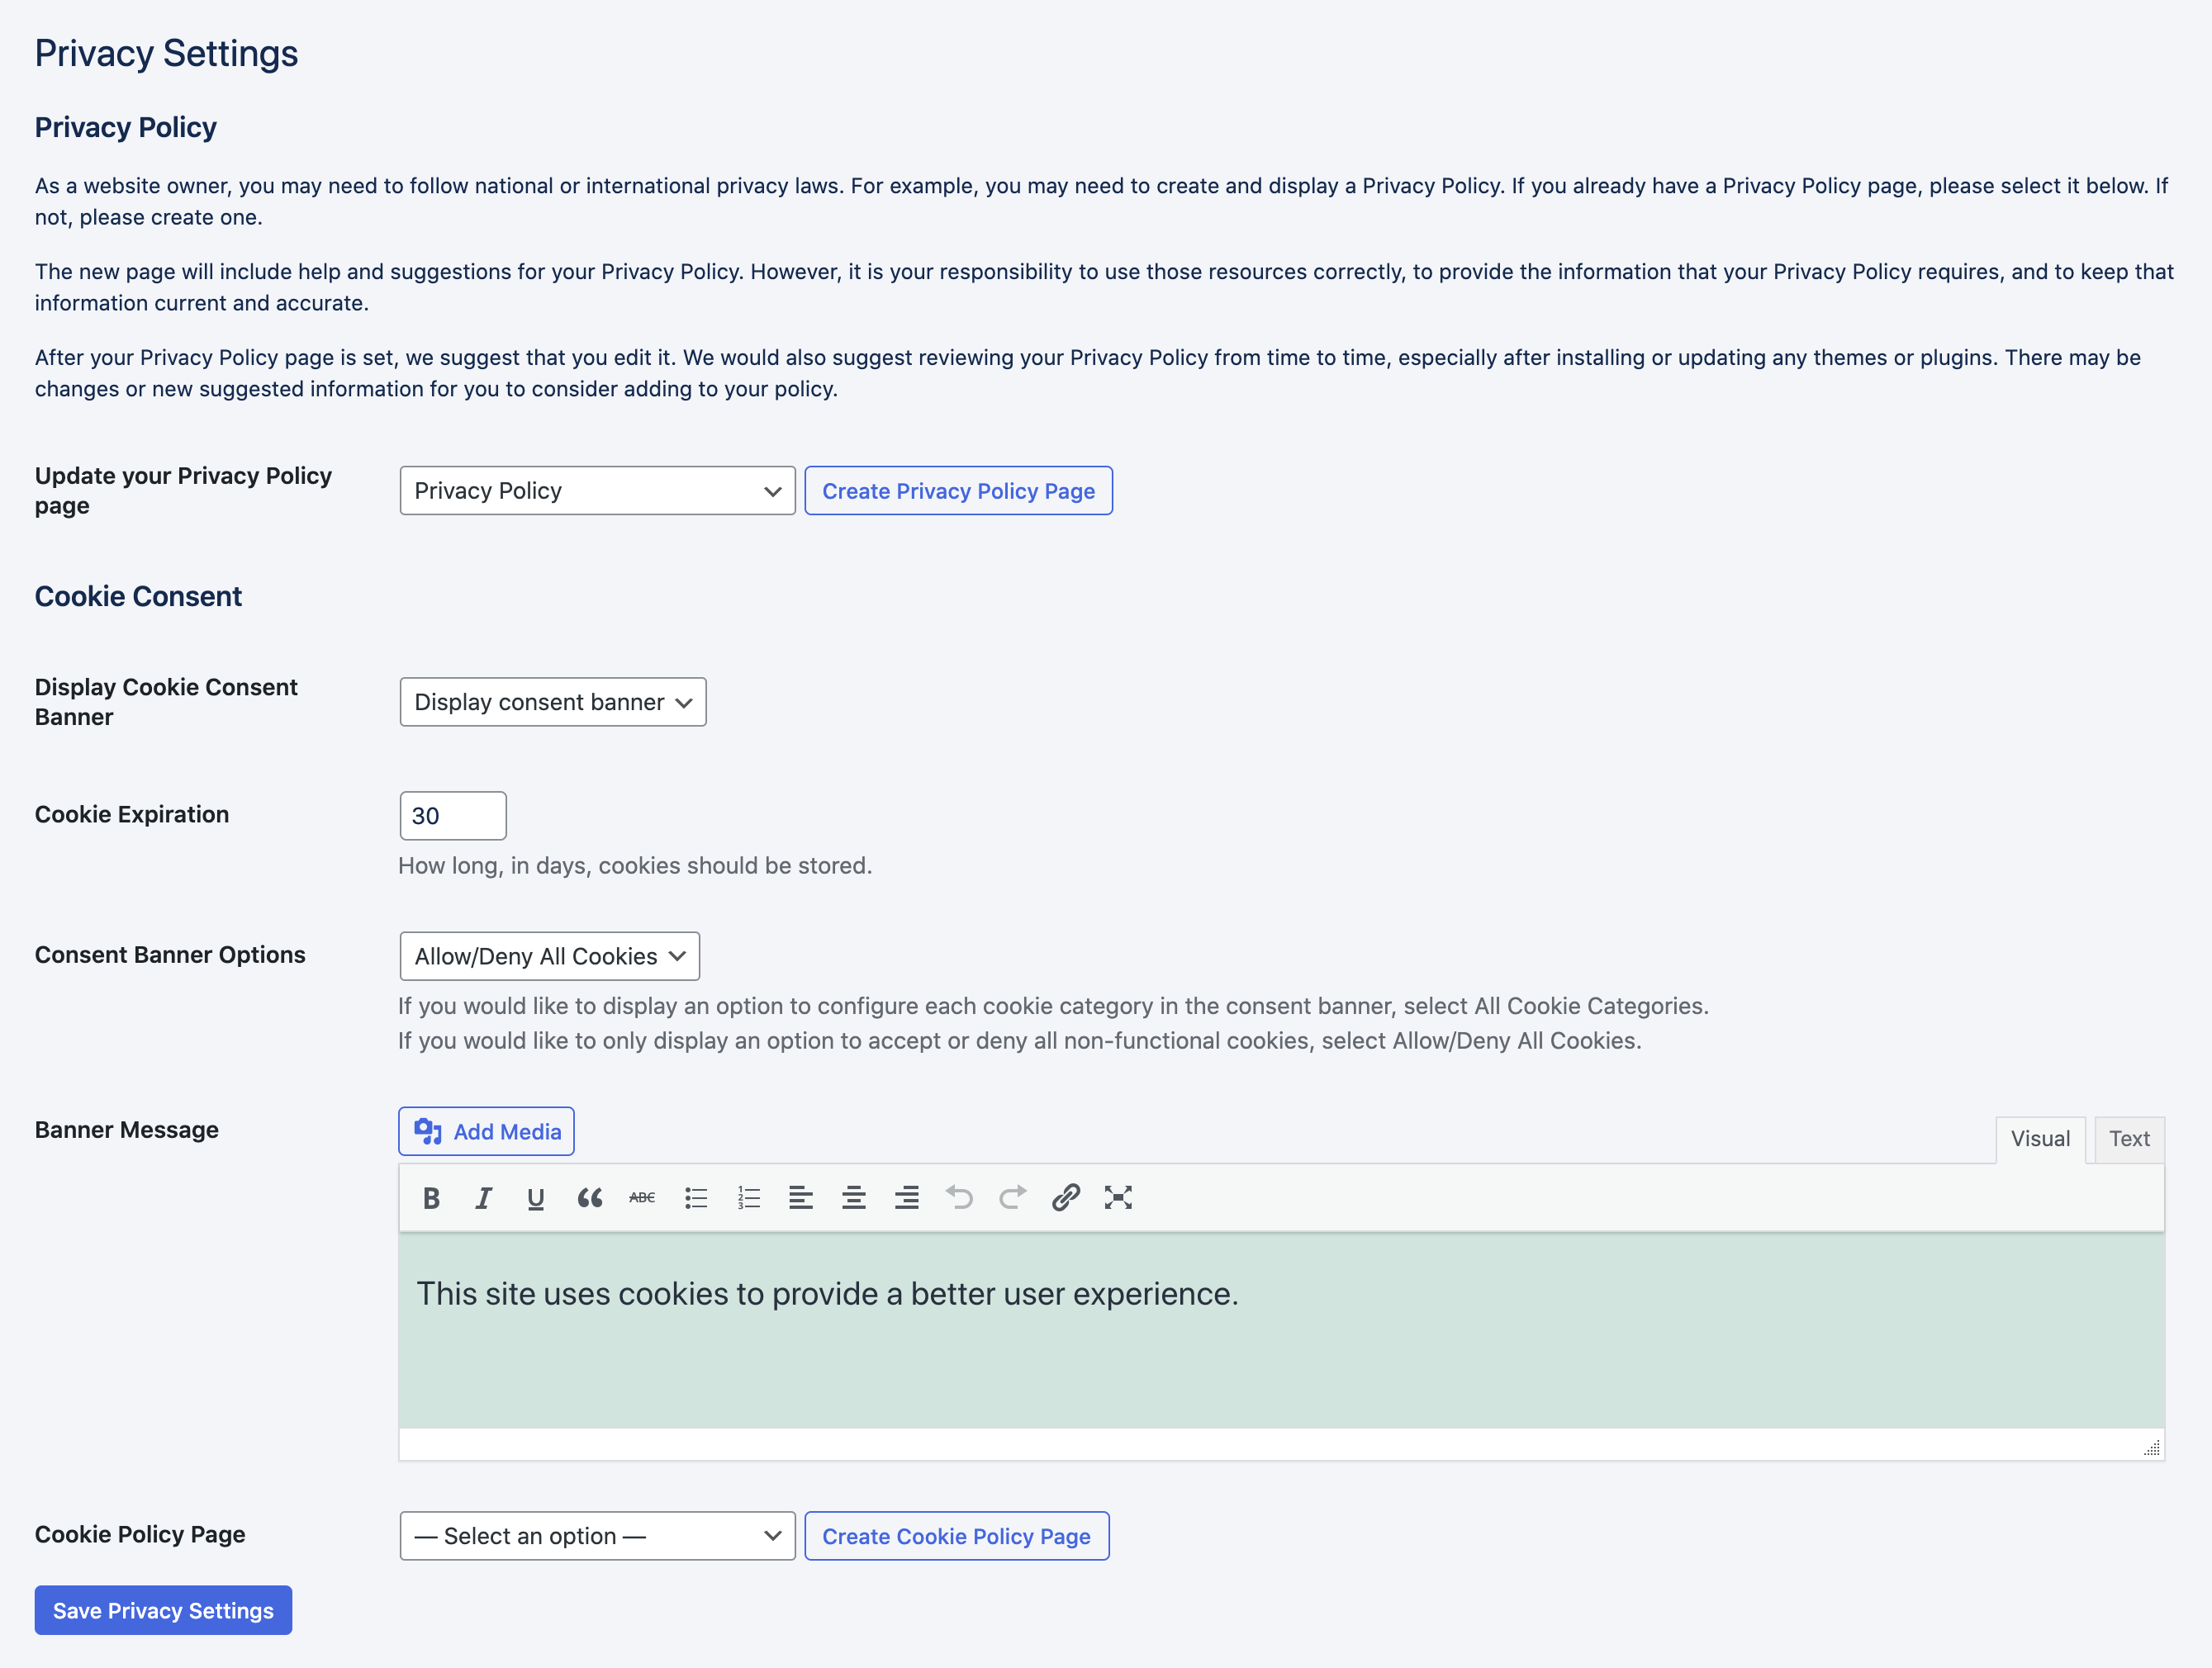 Privacy Settings
Privacy Policy
As a website owner, you may need to follow national or international privacy laws. For example, you may need to create and display a Privacy Policy. If you already have a Privacy Policy page, please select it below. If
not, please create one.
The new page will include help and suggestions for your Privacy Policy. However, it is your responsibility to use those resources correctly, to provide the information that your Privacy Policy requires, and to keep that
information current and accurate.
After your Privacy Policy page is set, we suggest that you edit it. We would also suggest reviewing your Privacy Policy from time to time, especially after installing or updating any themes or plugins. There may be
changes or new suggested information for you to consider adding to your policy.
Update your Privacy Policy
page
Privacy Policy
Create Privacy Policy Page
Cookie Consent
Display Cookie Consent
Banner
Display consent banner
Cookie Expiration
30
How long, in days, cookies should be stored.
Consent Banner Options
Allow/Deny All Cookies
If you would like to display an option to configure each cookie category in the consent banner, select All Cookie Categories.
If you would like to only display an option to accept or deny all non-functional cookies, select Allow/Deny All Cookies.
Banner Message
Add Media
Visual
Text
B I U ABC
This site uses cookies to provide a better user experience.
Cookie Policy Page
— Select an option —
Create Cookie Policy Page
Save Privacy Settings